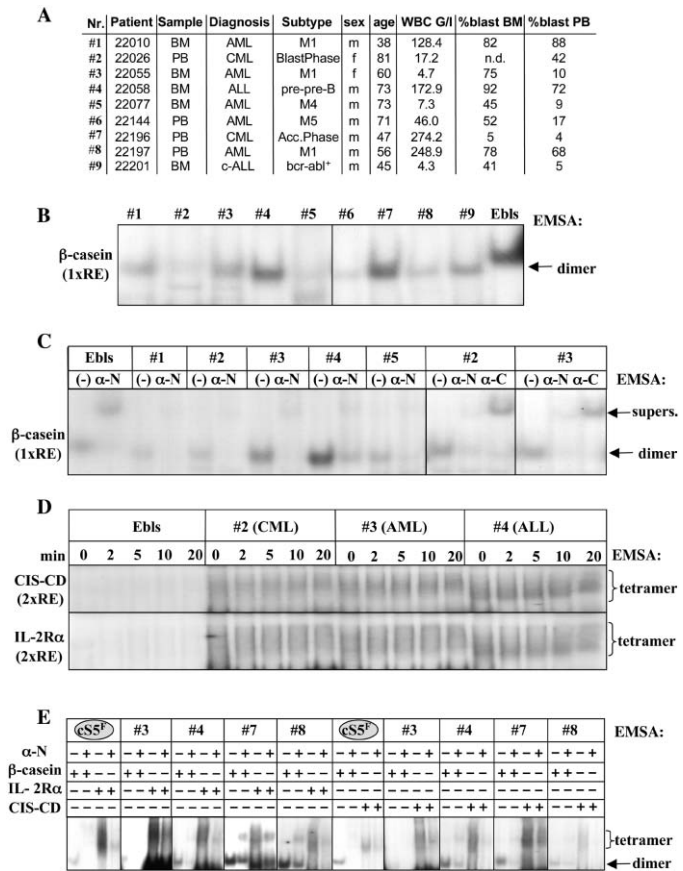 A
Nr. Patient Sample Diagnosis Subtype sex age WBC G/l %blast BM %blast PB
#1 22010 BM AML M1 m 38 128.4 82 88
#2 22026 PB CML BlastPhase f 81 17.2 n.d. 42
#3 22055 BM AML M1 f 60 4.7 75 10
#4 22058 BM ALL pre-pre-B m 73 172.9 92 72
#5 22077 BM AML M4 m 73 7.3 45 9
#6 22144 PB AML M5 m 71 46.0 52 17
#7 22196 PB CML Acc.Phase m 47 274.2 5 4
#8 22197 PB AML M1 m 56 248.9 78 68
#9 22201 BM c-ALL bcr-abl+ m 45 4.3 41 5
B
#1 #2 #3 #4 #5 #6 #7 #8 #9 Ebls EMSA:
β-casein
(1xRE)
dimer
C
Ebls #1 #2 #3 #4 #5 #2 #3
(-) α-N (-) α-N (-) α-N (-) α-N (-) α-N (-) α-N (-) α-N α-C (-) α-N α-C EMSA:
supers.
β-casein
(1xRE)
dimer
D
Ebls #2 (CML) #3 (AML) #4 (ALL)
min 0 2 5 10 20 0 2 5 10 20 0 2 5 10 20 0 2 5 10 20 EMSA:
CIS-CD
(2xRE)
tetramer
IL-2Rα
(2xRE)
tetramer
E
cS5F #3 #4 #7 #8 cS5F #3 #4 #7 #8 EMSA:
α-N − + − + − + − + − + − + − + − + − + − + − + − + − + − + − + − + − + − + − + − +
β-casein + + − − + + − − + + − − + + − − + + − − + + − − + + − − + + − − + + − − + + − −
IL- 2Rα − − + + − − + + − − + + − − + + − − + + − − − − − − − − − − − − − − − − − − − −
CIS-CD − − − − − − − − − − − − − − − − − − − − − − + + − − + + − − + + − − + + − − + +
tetramer
dimer